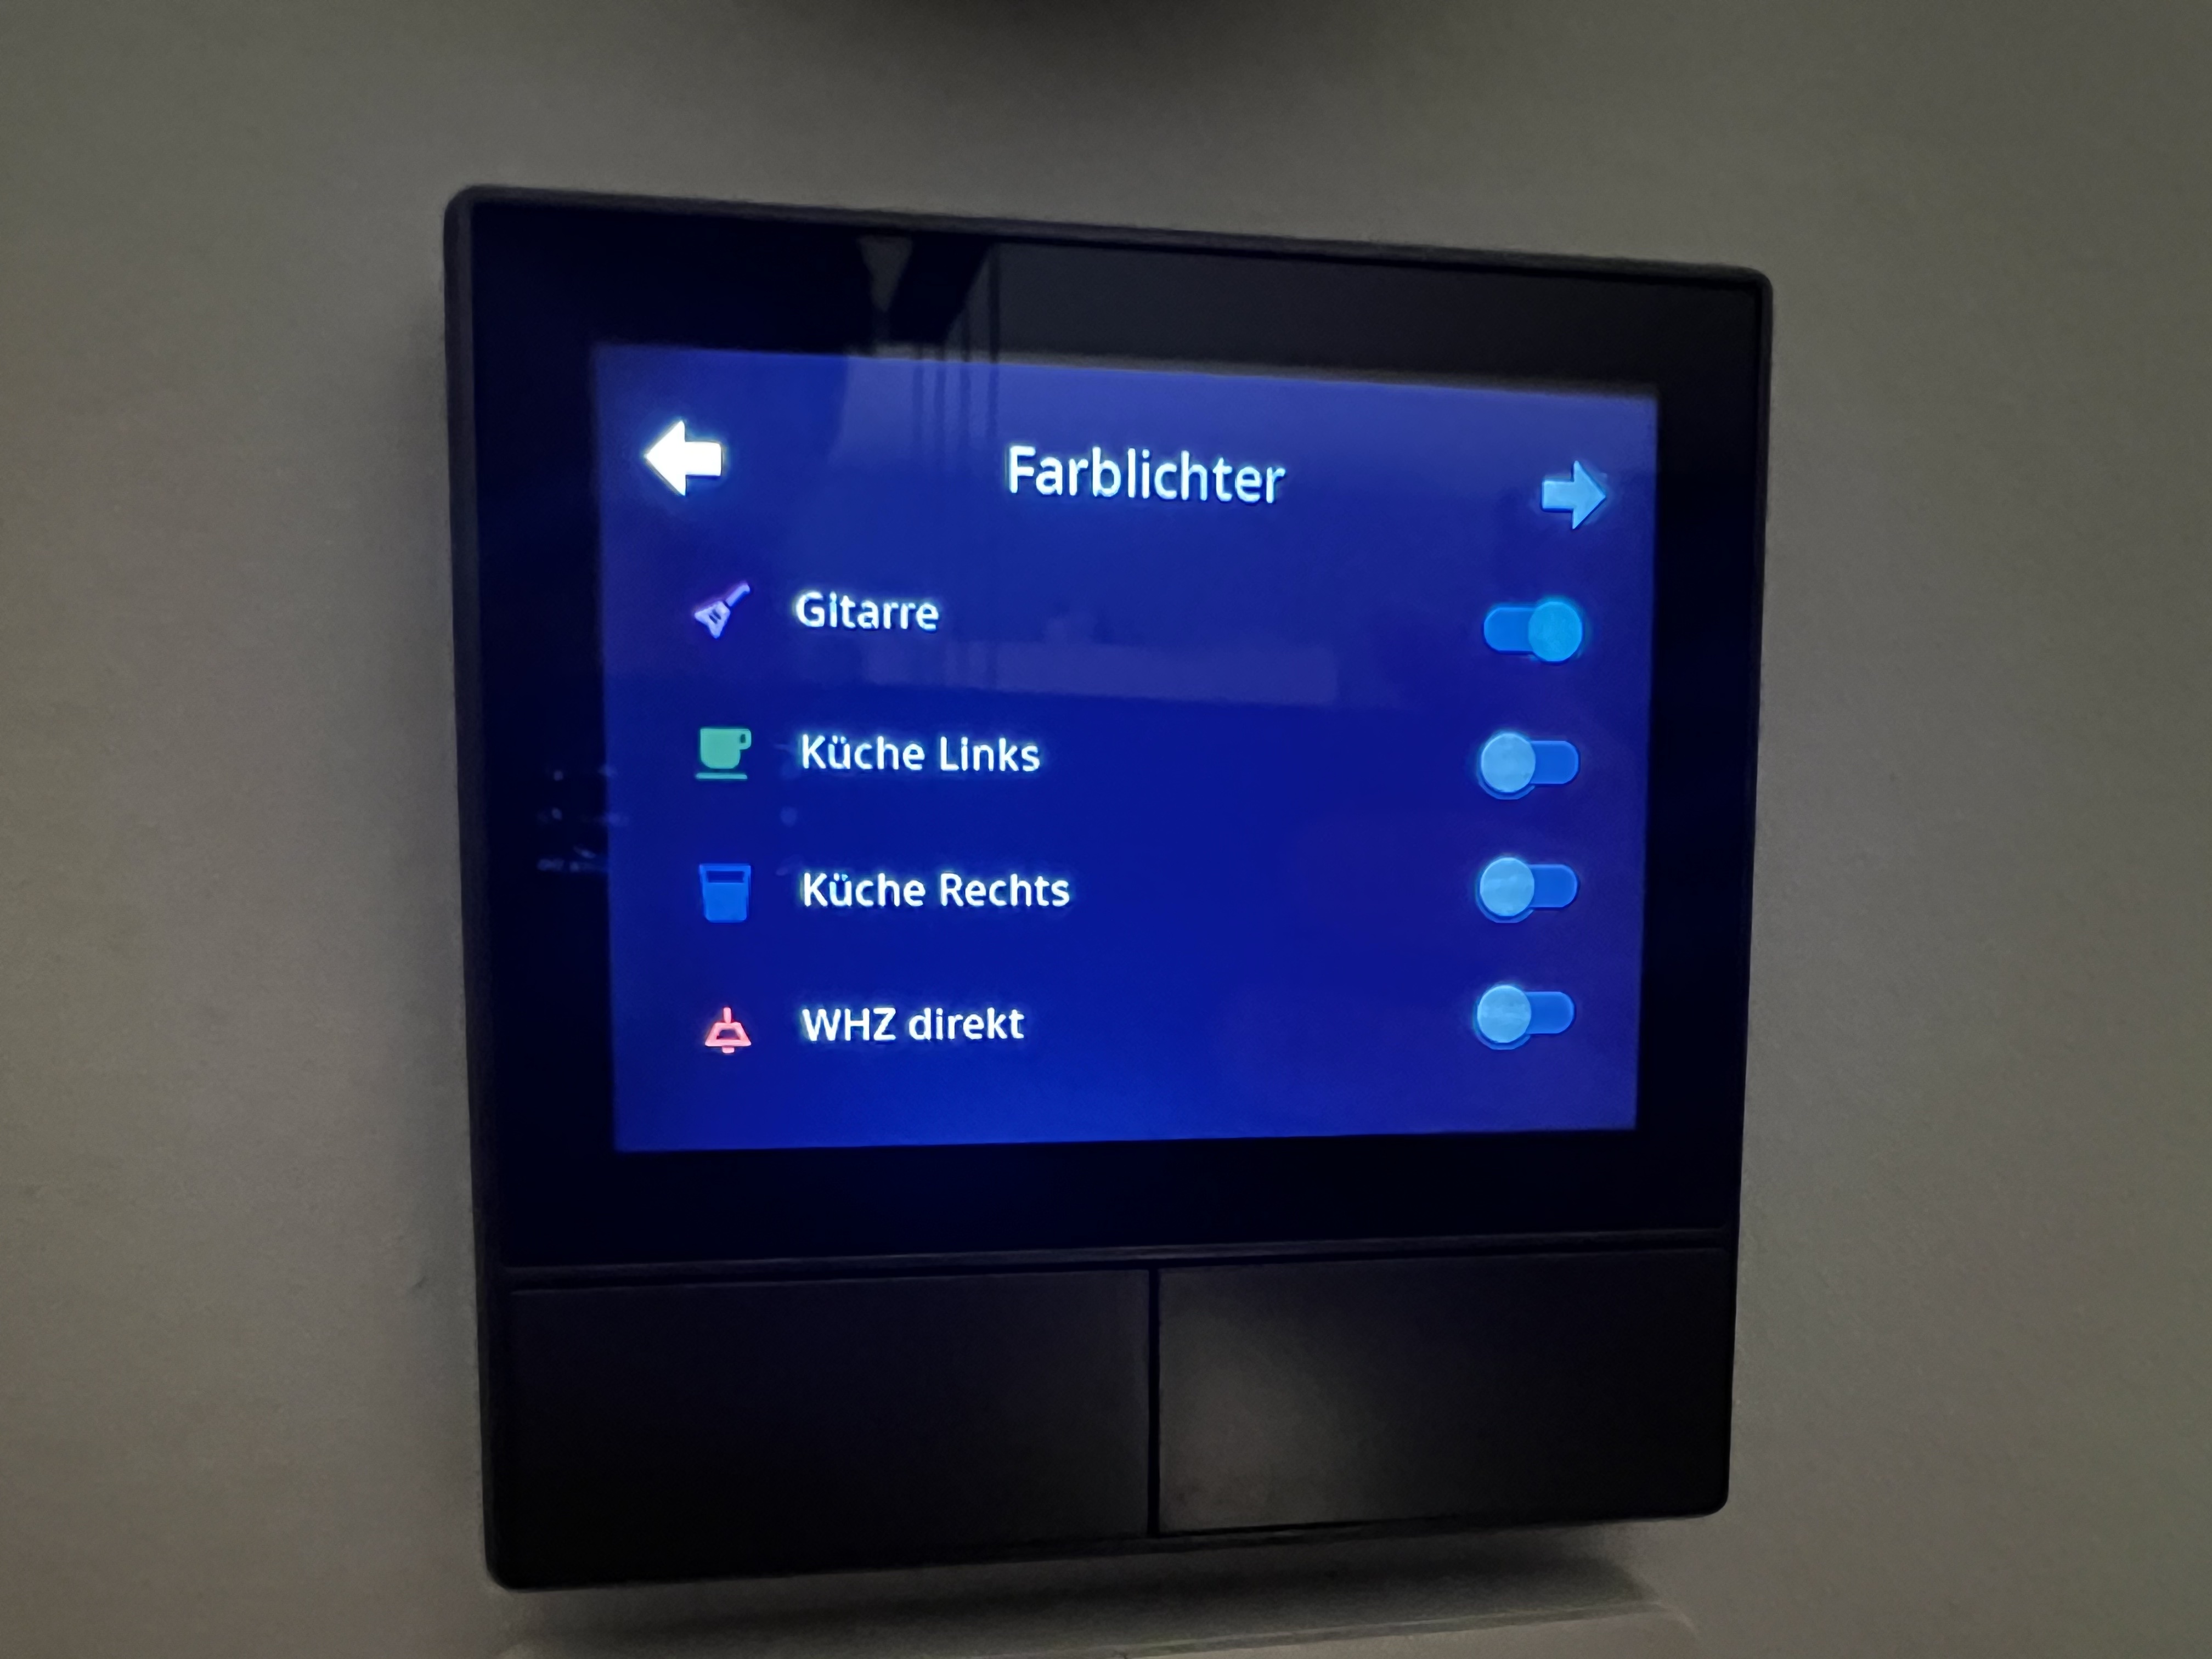 Farblichter
Gitarre
Küche Links
Küche Rechts
WHZ direkt